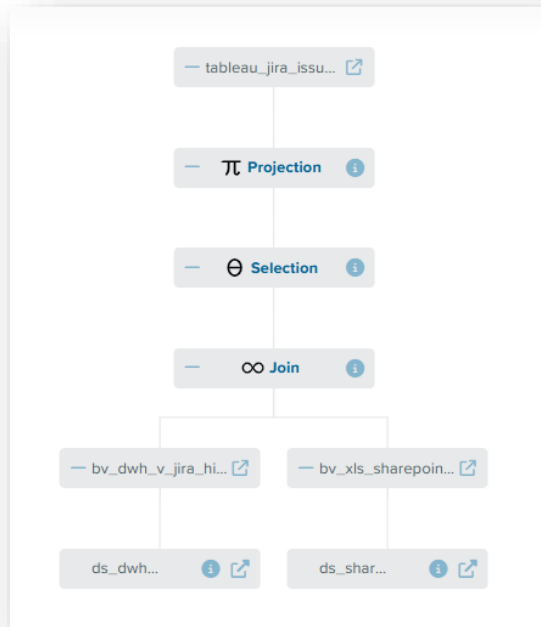 tableau_jira_issu...
π Projection
Θ Selection
∞ Join
bv_dwh_v_jira_hi...
bv_xls_sharepoin...
ds_dwh...
ds_shar...